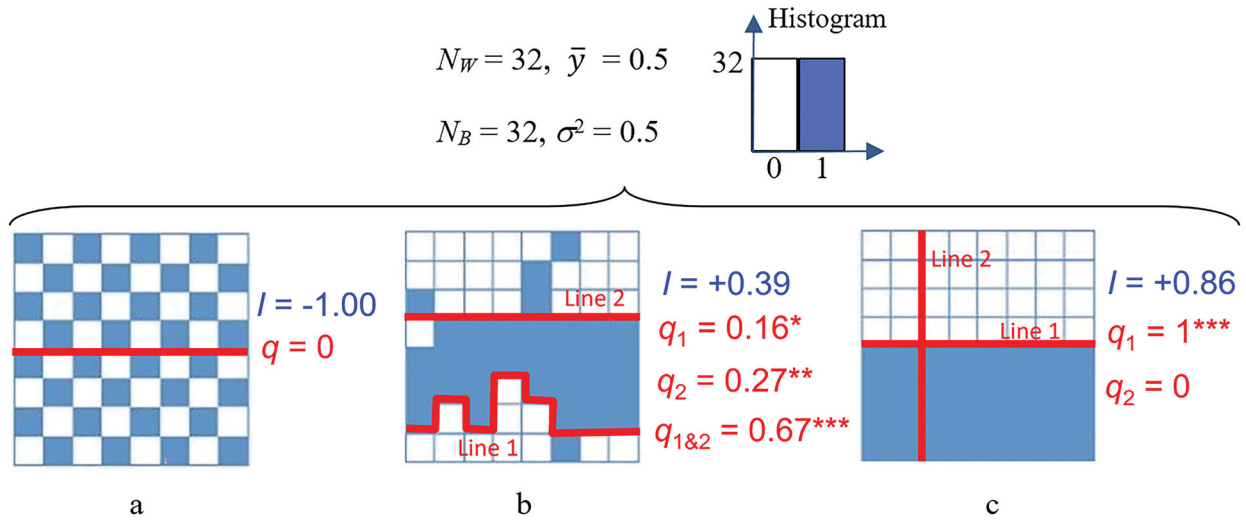 Histogram
N_W = 32, ȳ = 0.5
32
N_B = 32, σ² = 0.5
0 1
I = -1.00
q = 0
Line 2
Line 1
I = +0.39
q₁ = 0.16*
q₂ = 0.27**
q₁&₂ = 0.67***
Line 2
Line 1
I = +0.86
q₁ = 1***
q₂ = 0
a b c